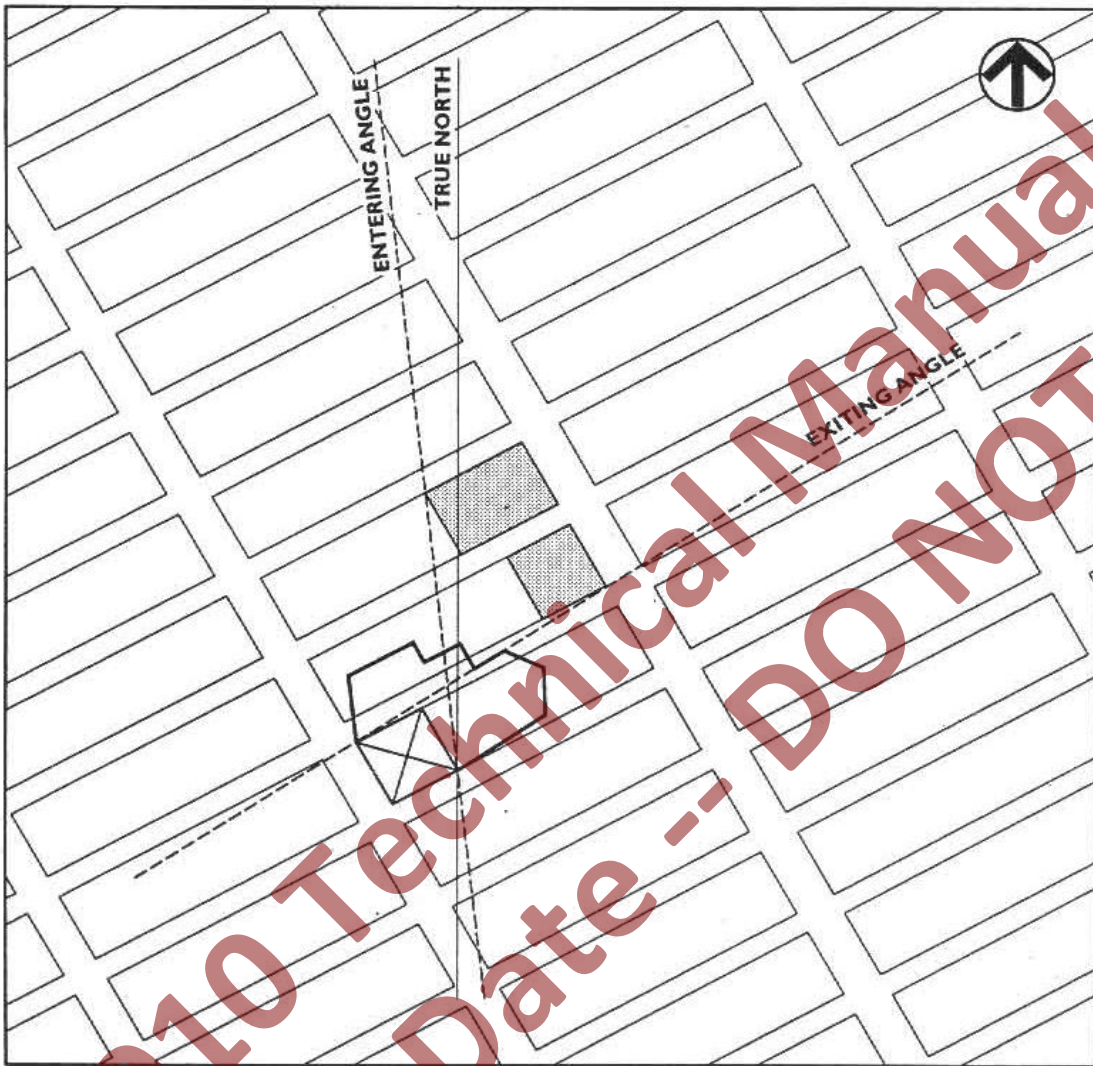 ENTERING ANGLE
TRUE NORTH
EXITING ANGLE
10 Technical Manual
Date -- DO NOT